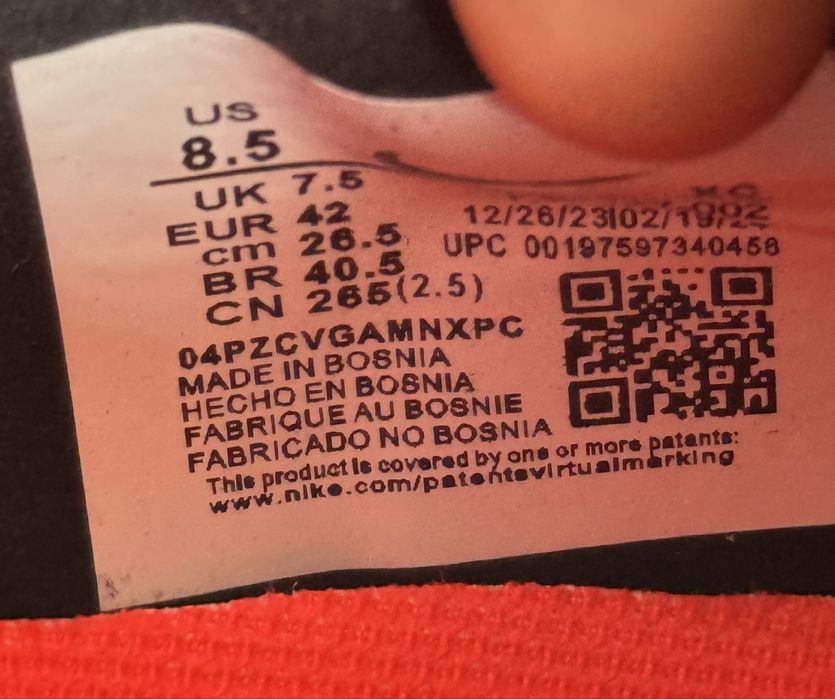 US
8.5
UK 7.5
EUR 42
cm 26.5
BR 40.5
CN 265(2.5)
12/26/23|02/
UPC 00197597340458
04PZCVGAMNXPC
MADE IN BOSNIA
HECHO EN BOSNIA
FABRIQUE AU BOSNIE
FABRICADO NO BOSNIA
This product is covered by one or more patents:
www.nike.com/patentsvirtualmarking